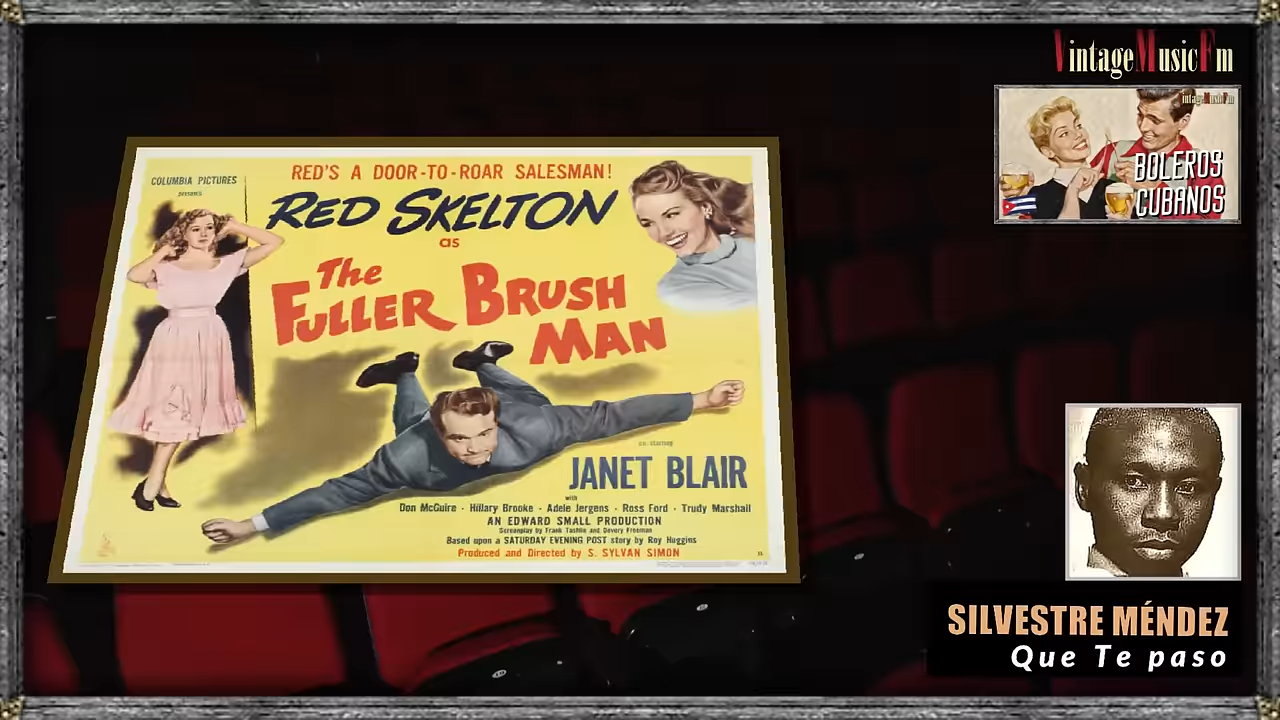 VintageMusicFm
intageMusicFm
BOLEROS
CUBANOS
COLUMBIA PICTURES
presents
RED'S A DOOR-TO-ROAR SALESMAN!
RED SKELTON
as
The
FULLER BRUSH
MAN
co-starring
JANET BLAIR
with
Don McGuire · Hillary Brooke · Adele Jergens · Ross Ford · Trudy Marshall
AN EDWARD SMALL PRODUCTION
Screenplay by Frank Tashlin and Devery Freeman
Based upon a SATURDAY EVENING POST story by Roy Huggins
Produced and Directed by S. SYLVAN SIMON
SILVESTRE MÉNDEZ
Que Te paso